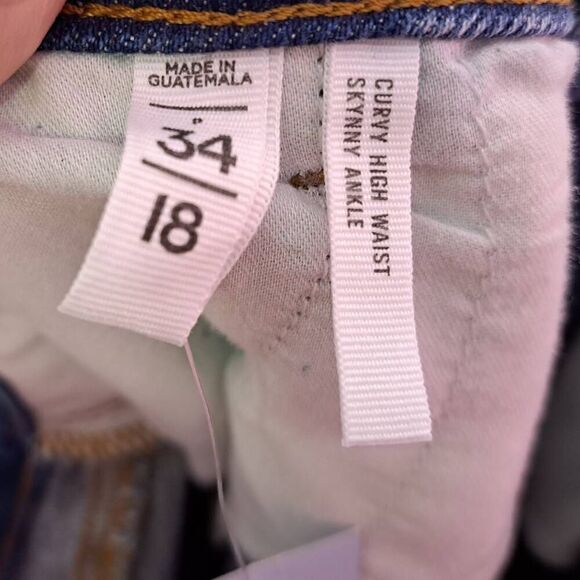 MADE IN
GUATEMALA
34
18
CURVY HIGH WAIST
SKYNNY ANKLE